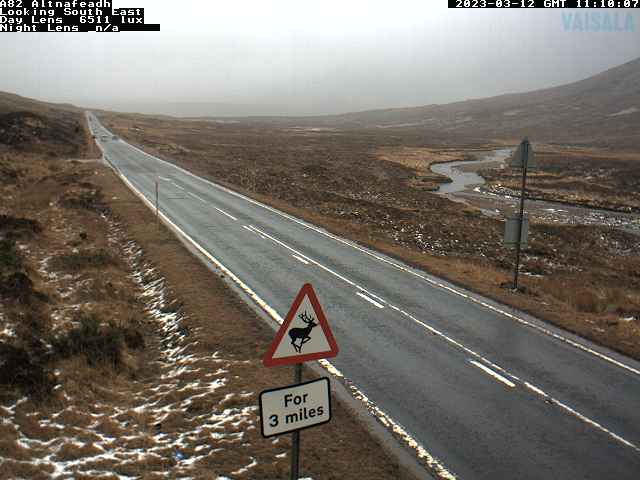 A82 Altnafeadh
Looking South East
Day Lens 6511 lux
Night Lens n/a
2023-03-12 GMT 11:10:07
VAISALA
For
3 miles